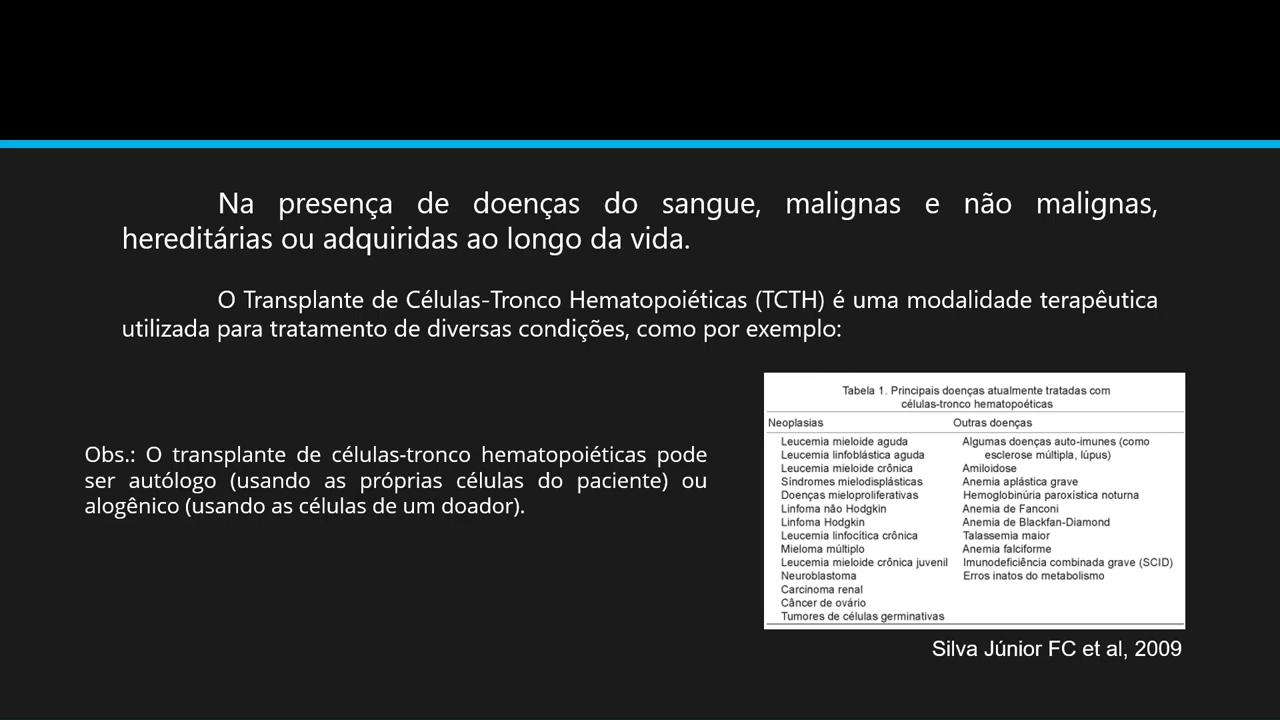 Na presença de doenças do sangue, malignas e não malignas,
hereditárias ou adquiridas ao longo da vida.
O Transplante de Células-Tronco Hematopoiéticas (TCTH) é uma modalidade terapêutica
utilizada para tratamento de diversas condições, como por exemplo:
Obs.: O transplante de células-tronco hematopoiéticas pode
ser autólogo (usando as próprias células do paciente) ou
alogênico (usando as células de um doador).
Tabela 1. Principais doenças atualmente tratadas com
células-tronco hematopoéticas
Neoplasias
Leucemia mieloide aguda
Leucemia linfoblástica aguda
Leucemia mieloide crônica
Síndromes mielodisplásticas
Doenças mieloproliferativas
Linfoma não Hodgkin
Linfoma Hodgkin
Leucemia linfocítica crônica
Mieloma múltiplo
Leucemia mieloide crônica juvenil
Neuroblastoma
Carcinoma renal
Câncer de ovário
Tumores de células germinativas
Outras doenças
Algumas doenças auto-imunes (como
esclerose múltipla, lúpus)
Amiloidose
Anemia aplástica grave
Hemoglobinúria paroxística noturna
Anemia de Fanconi
Anemia de Blackfan-Diamond
Talassemia maior
Anemia falciforme
Imunodeficiência combinada grave (SCID)
Erros inatos do metabolismo
Silva Júnior FC et al, 2009